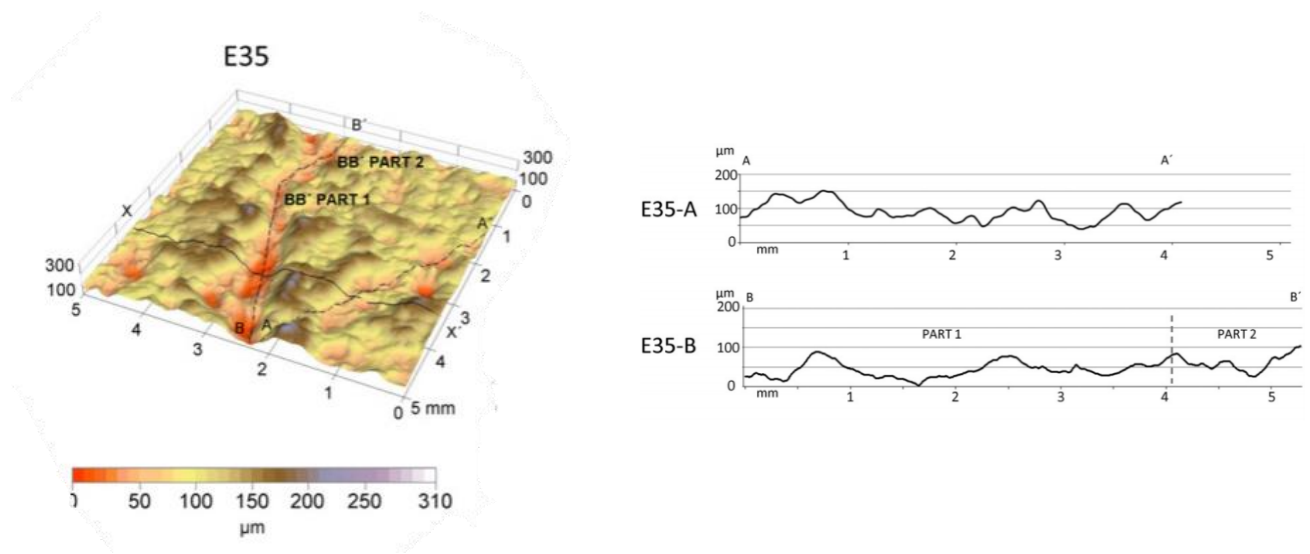 E35
B´
BB´ PART 2
BB´ PART 1
300
100
0
X
A´
1
2
3
X´
4
5 mm
300
100
5
4
3
2
1
0
B
A
0 50 100 150 200 250 310
µm
E35-A
µm
A A´
200
100
0
mm 1 2 3 4 5
E35-B
µm
B B´
200
PART 1 PART 2
100
0
mm 1 2 3 4 5